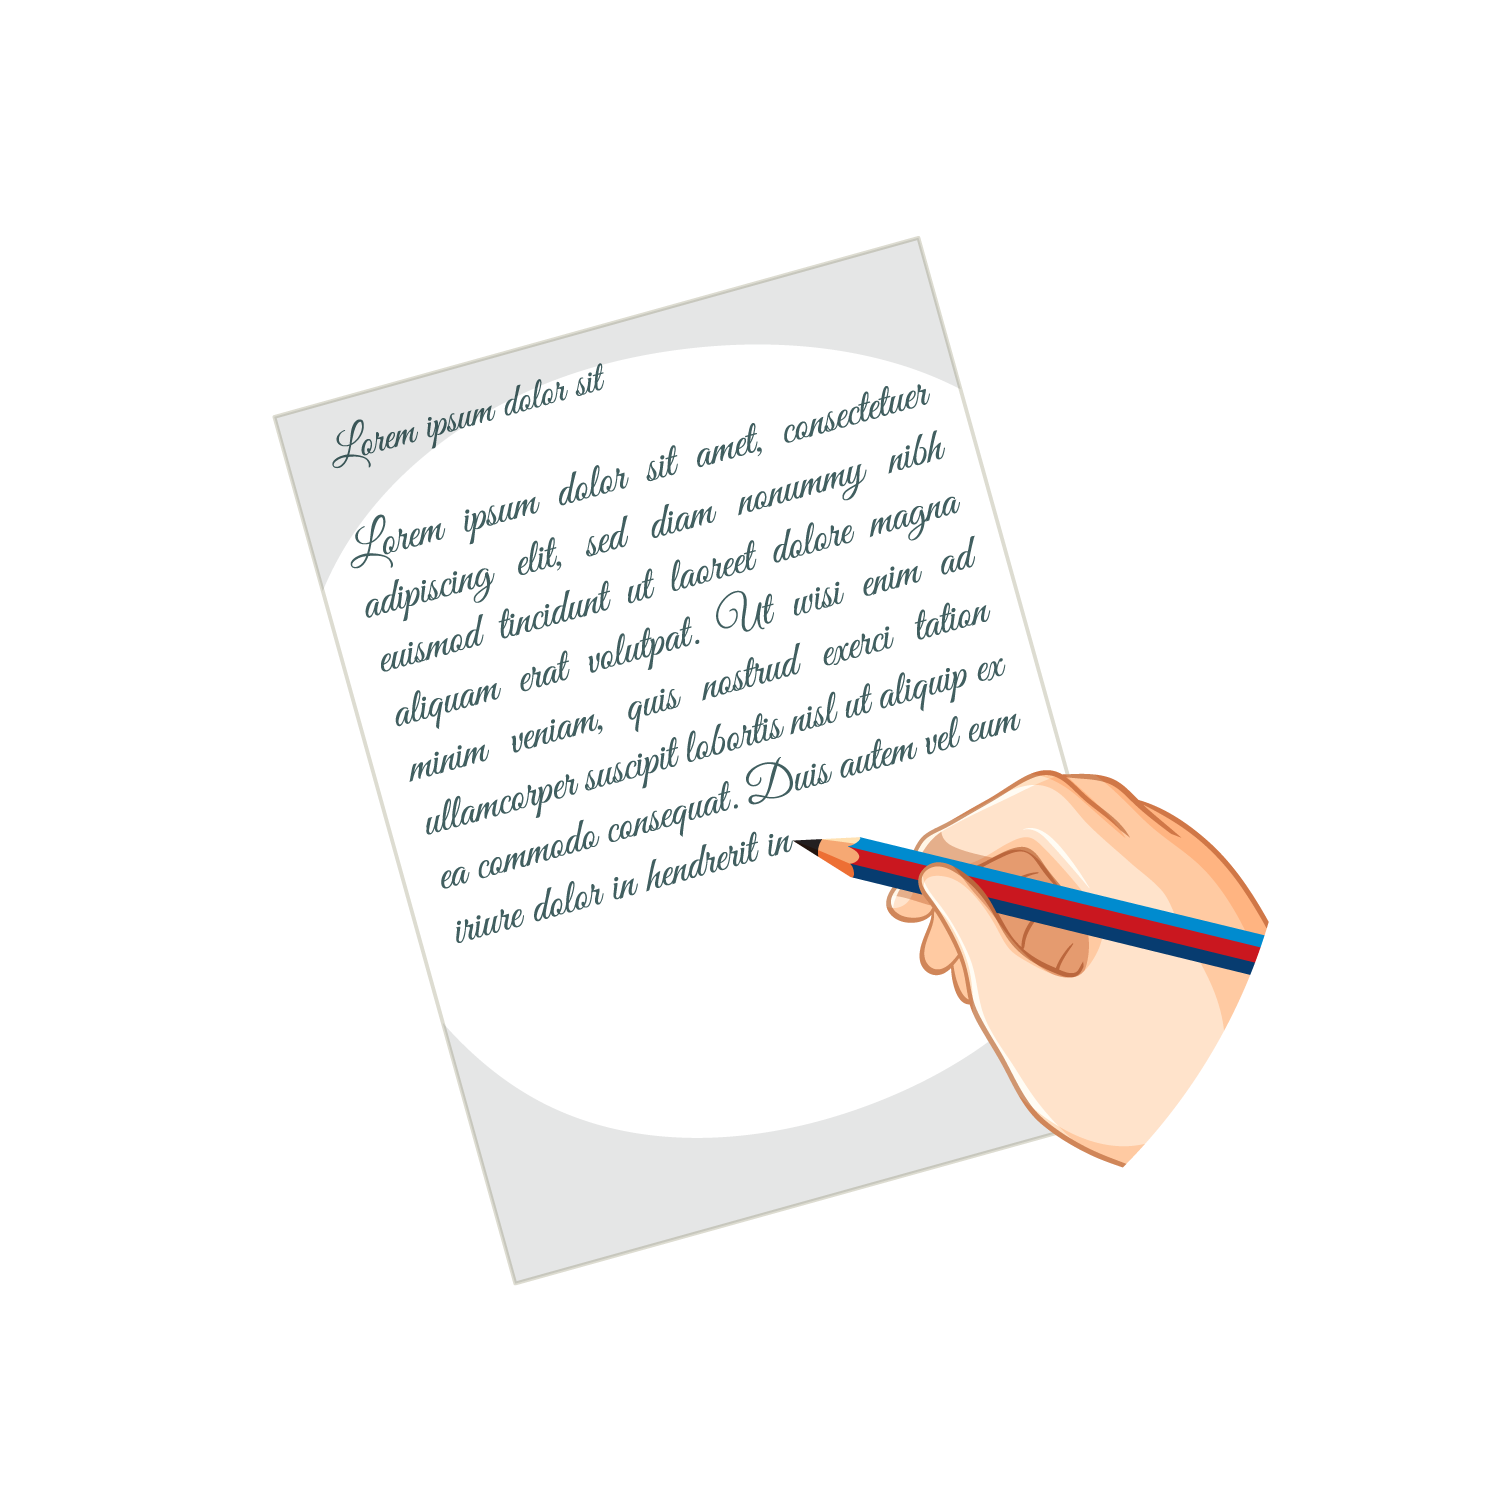 Lorem ipsum dolor sit
Lorem ipsum dolor sit amet, consectetuer
adipiscing elit, sed diam nonummy nibh
euismod tincidunt ut laoreet dolore magna
aliquam erat volutpat. Ut wisi enim ad
minim veniam, quis nostrud exerci tation
ullamcorper suscipit lobortis nisl ut aliquip ex
ea commodo consequat. Duis autem vel eum
iriure dolor in hendrerit in